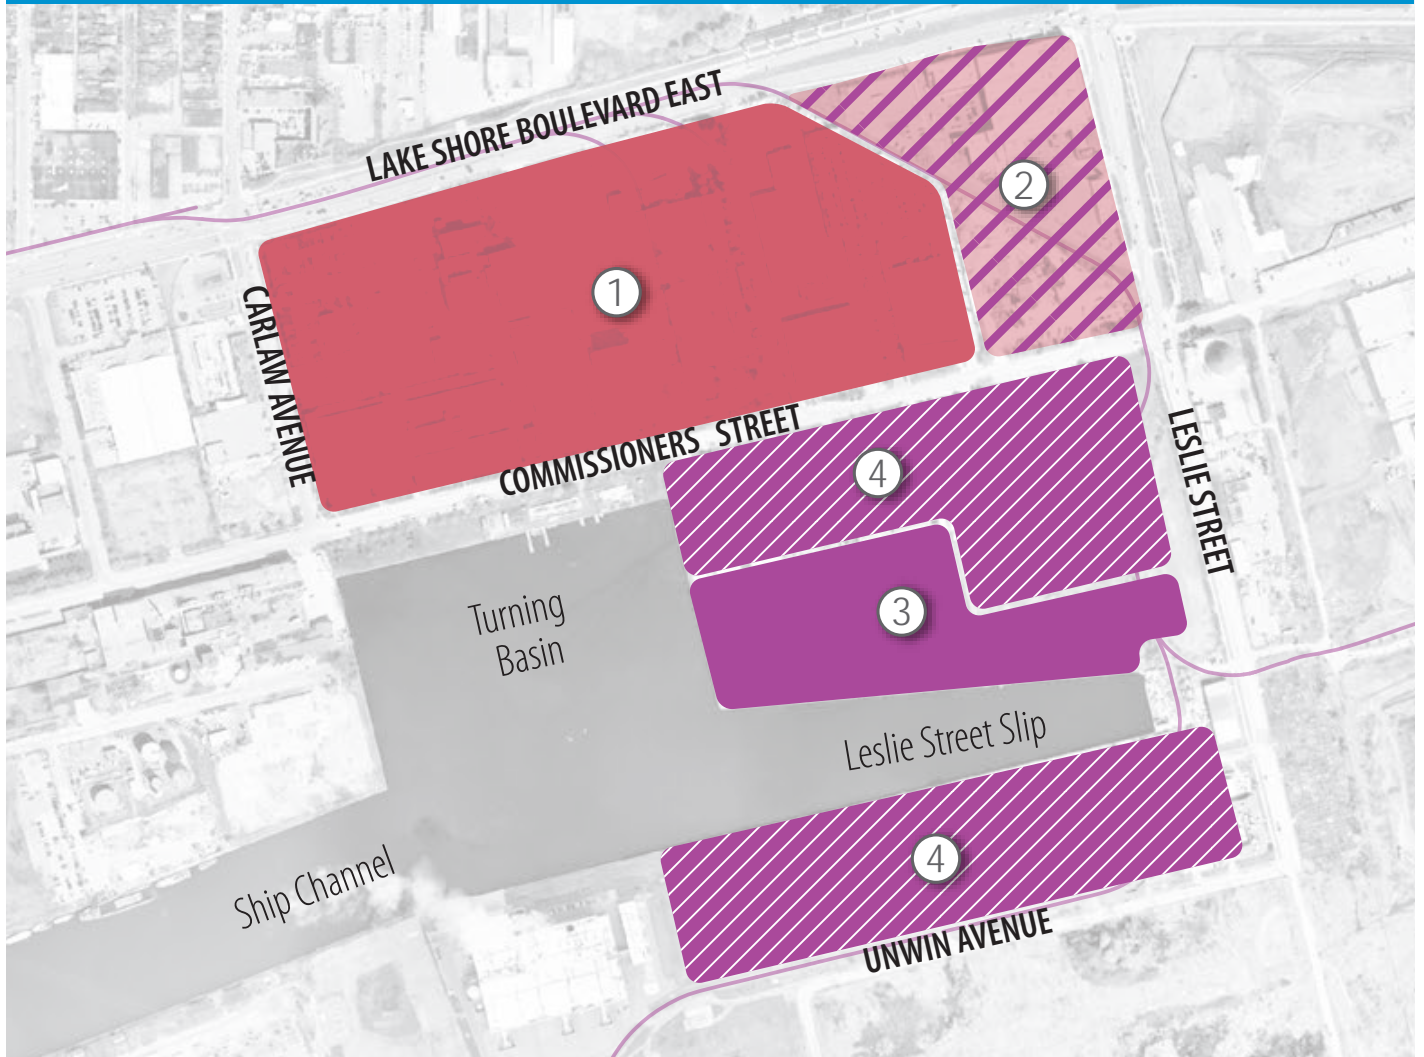 LAKE SHORE BOULEVARD EAST
2
1
CARLAW AVENUE
COMMISSIONERS STREET
4
LESLIE STREET
3
Turning
Basin
Leslie Street Slip
4
Ship Channel
UNWIN AVENUE